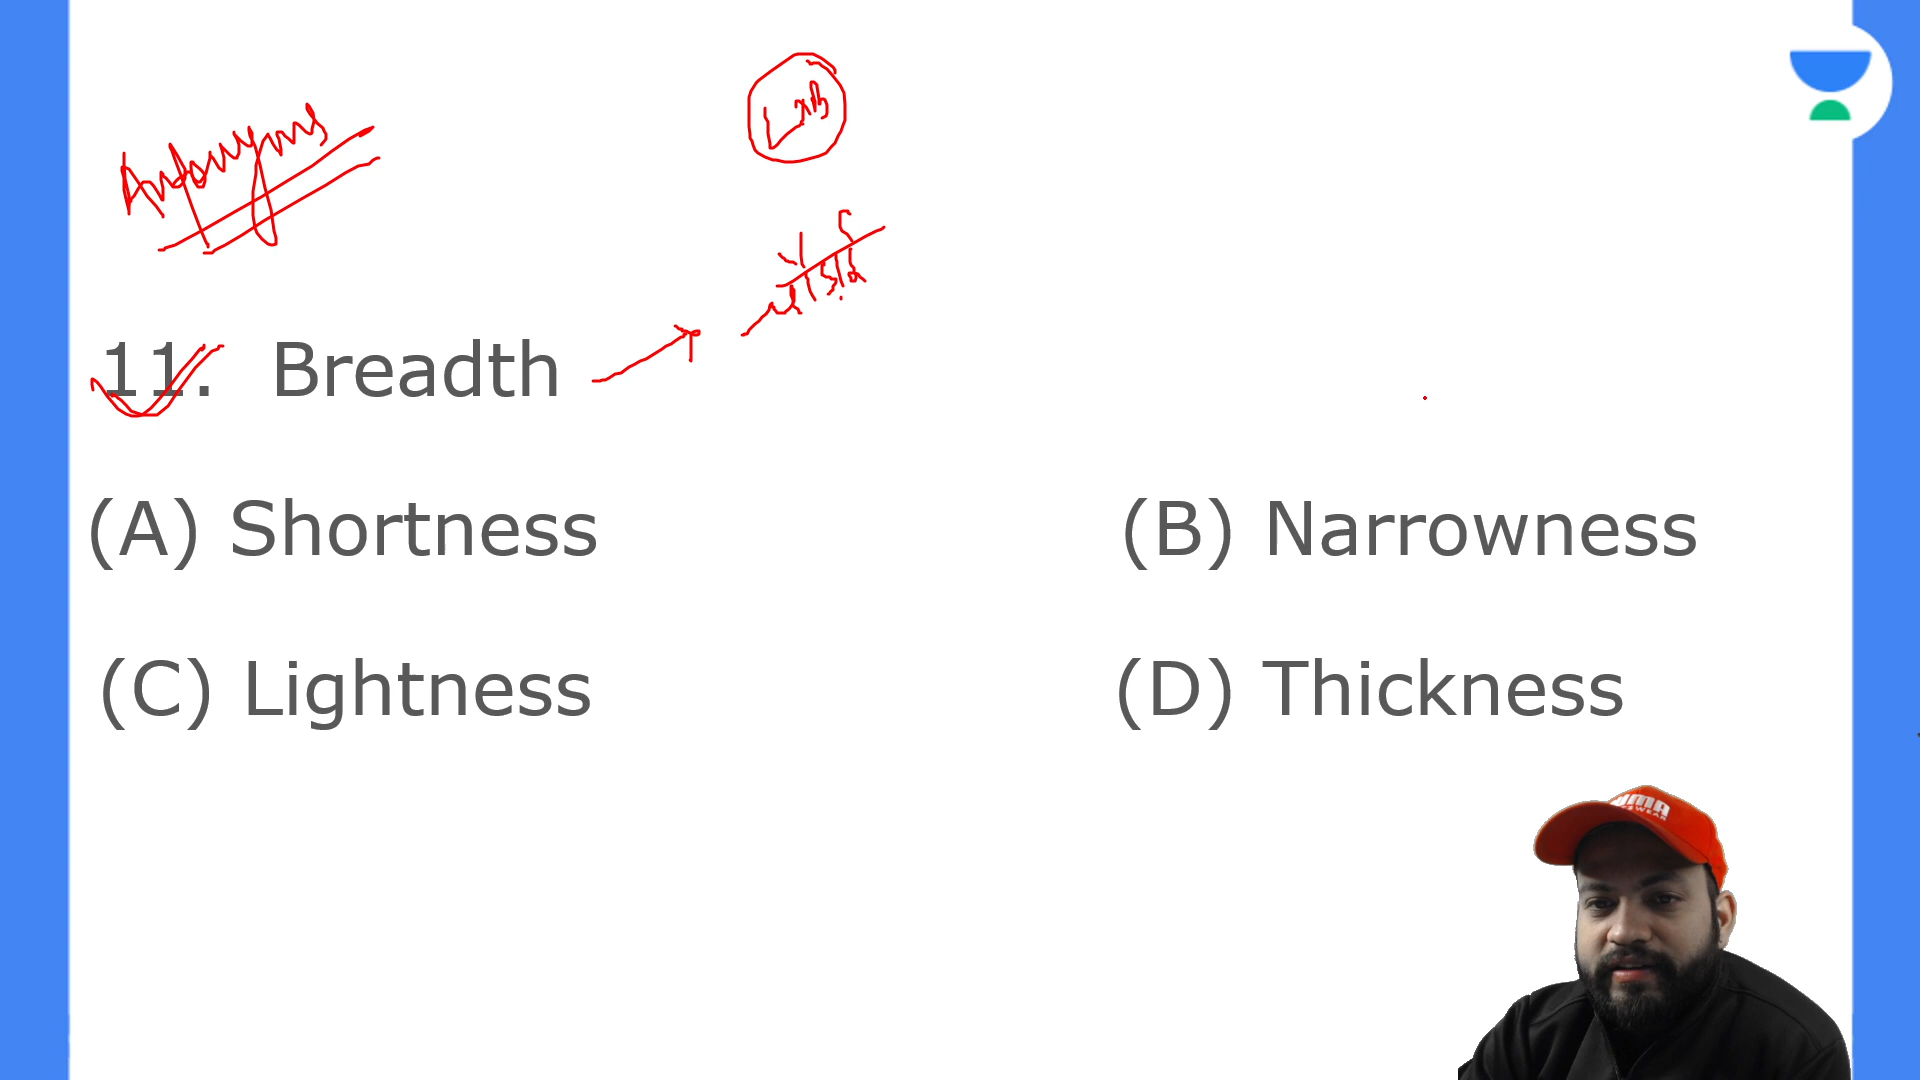 Antonyms
L x B
11. Breadth
(A) Shortness
(B) Narrowness
(C) Lightness
(D) Thickness